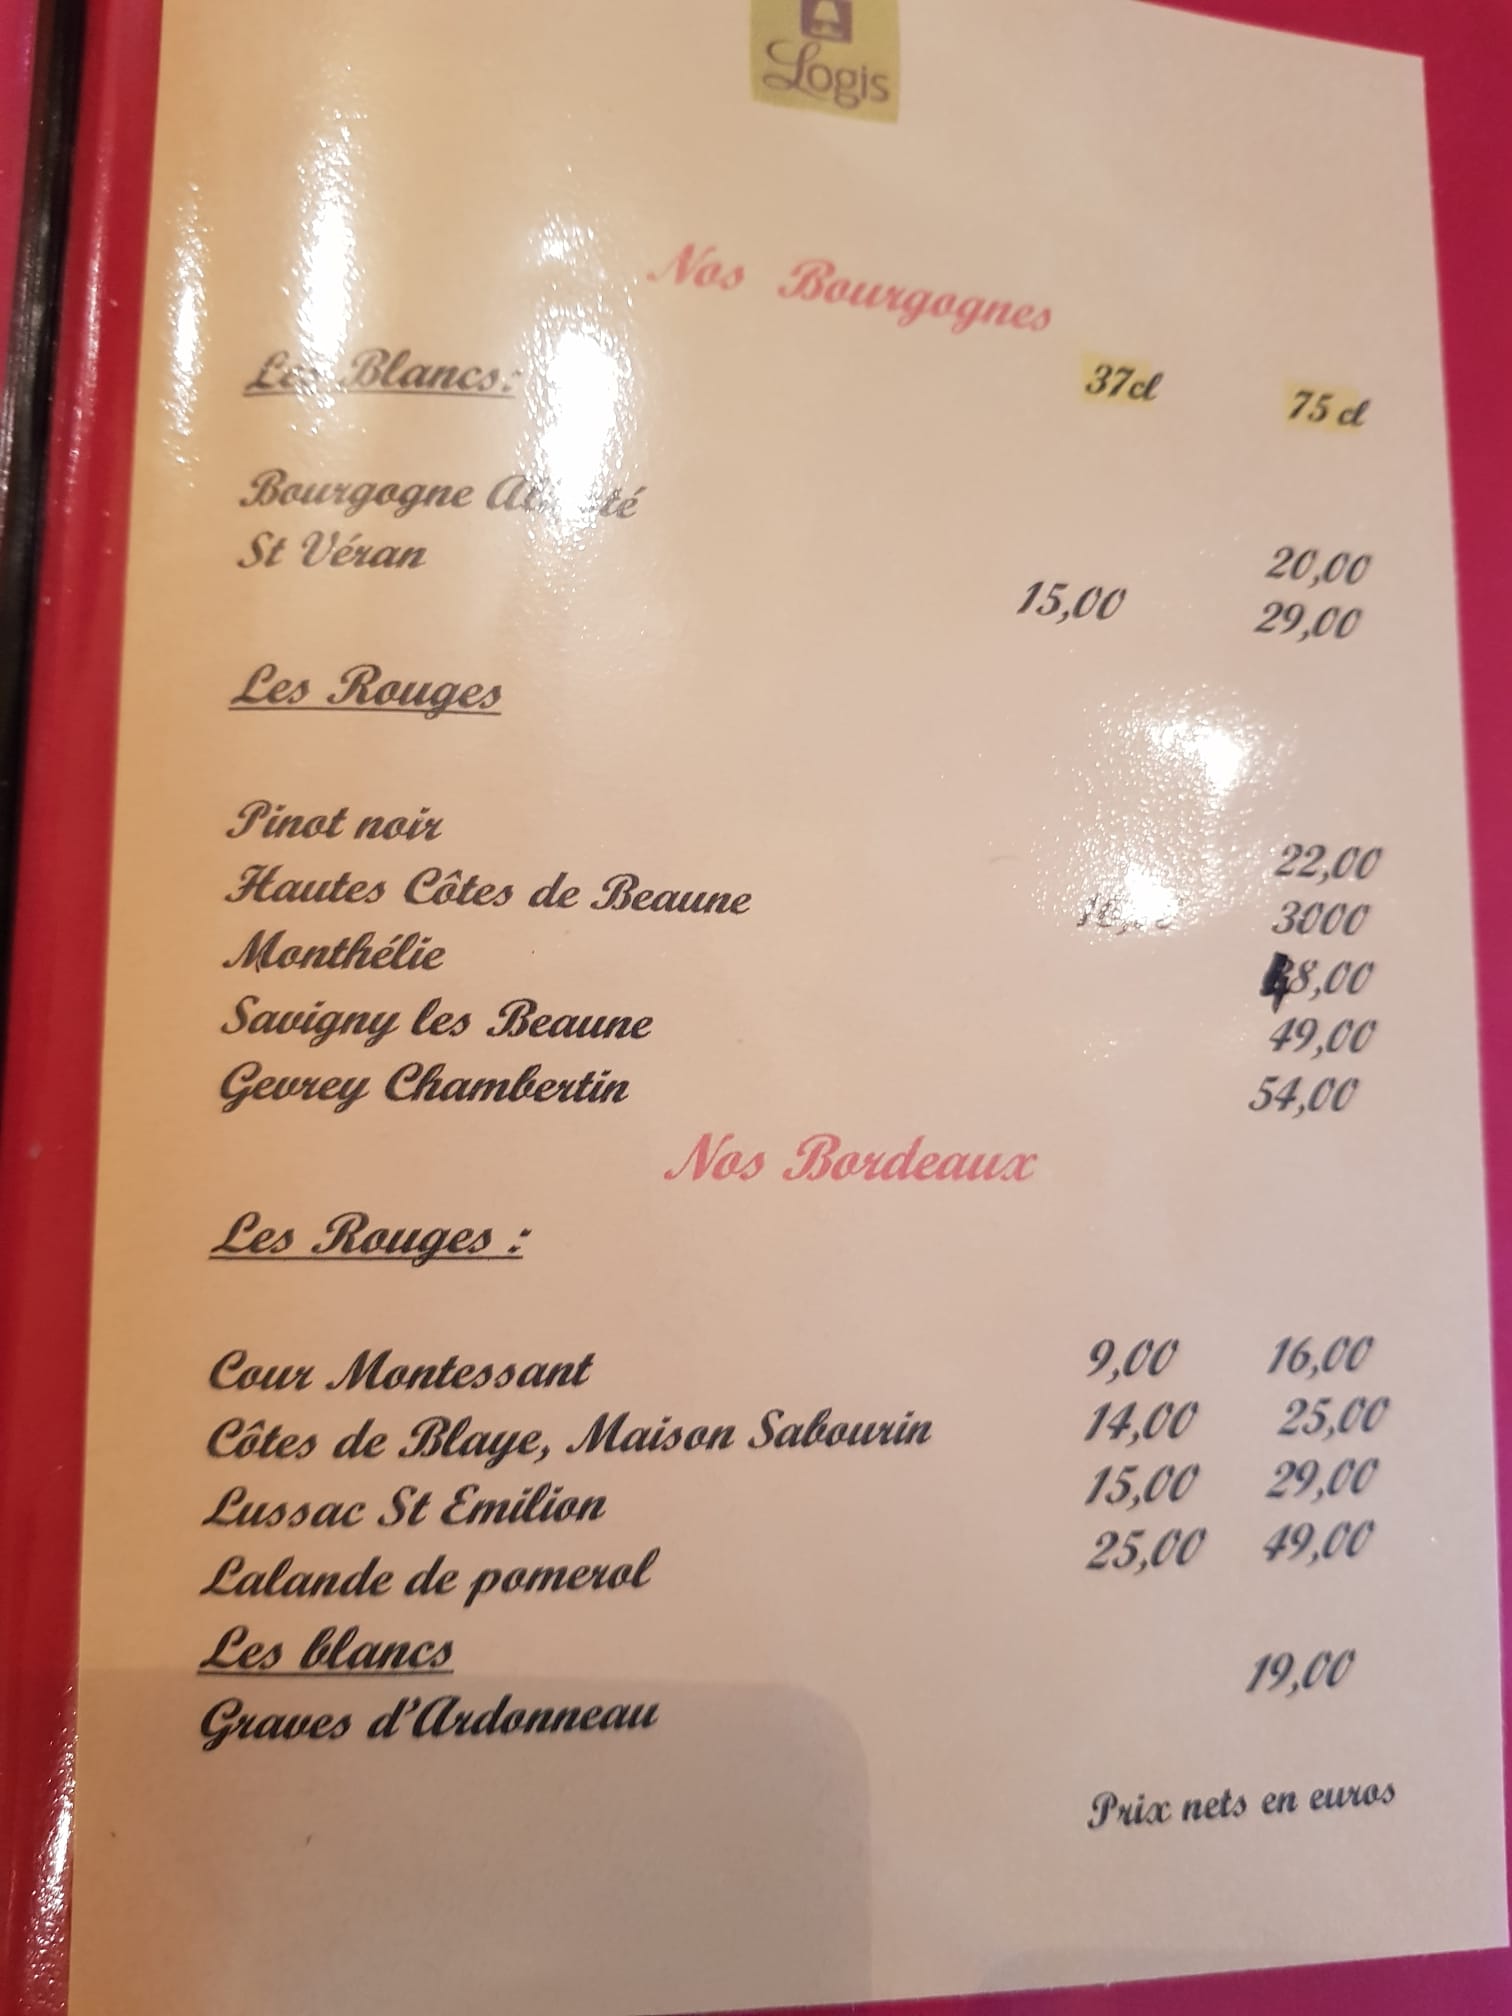 Logis
Nos Bourgognes
Les Blancs: 37cl 75 cl
Bourgogne 20,00
St Véran 15,00 29,00
Les Rouges
Pinot noir 22,00
Hautes Côtes de Beaune 3000
Monthélie 48,00
Savigny les Beaune 49,00
Gevrey Chambertin 54,00
Nos Bordeaux
Les Rouges :
Cour Montessant 9,00 16,00
Côtes de Blaye, Maison Sabourin 14,00 25,00
Lussac St Emilion 15,00 29,00
Lalande de pomerol 25,00 49,00
Les blancs
Graves d'Ardonneau 19,00
Prix nets en euros